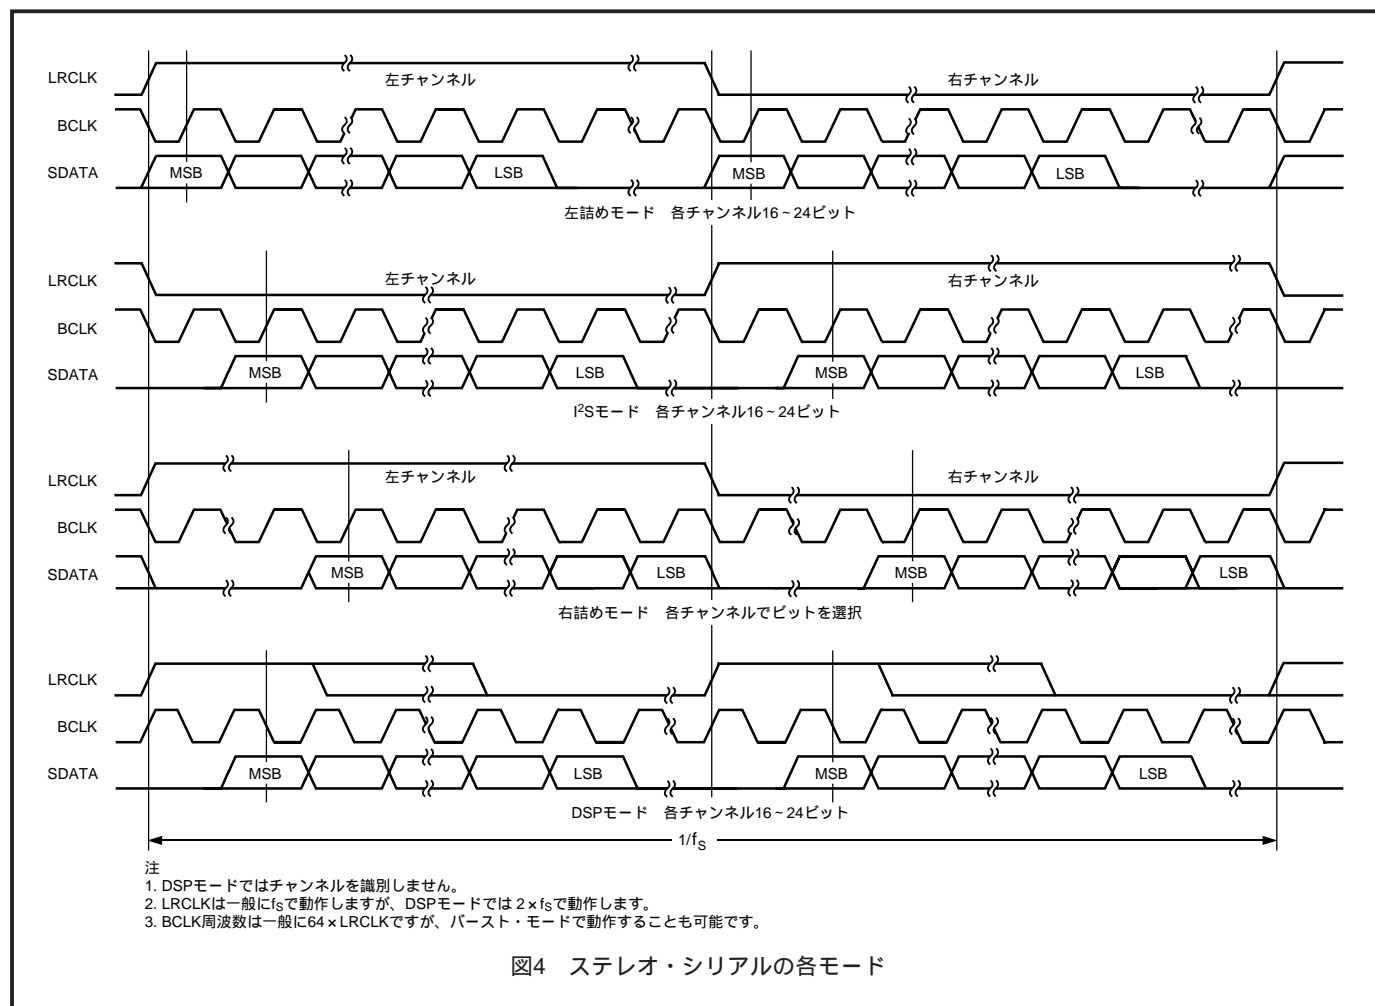 LRCLK
左チャンネル
右チャンネル
BCLK
SDATA
MSB
LSB
MSB
LSB
左詰めモード　各チャンネル16~24ビット
LRCLK
左チャンネル
右チャンネル
BCLK
SDATA
MSB
LSB
MSB
LSB
I²Sモード　各チャンネル16~24ビット
LRCLK
左チャンネル
右チャンネル
BCLK
SDATA
MSB
LSB
MSB
LSB
右詰めモード　各チャンネルでビットを選択
LRCLK
BCLK
SDATA
MSB
LSB
MSB
LSB
DSPモード　各チャンネル16~24ビット
1/fS
注
1. DSPモードではチャンネルを識別しません。
2. LRCLKは一般にfSで動作しますが、DSPモードでは2×fSで動作します。
3. BCLK周波数は一般に64×LRCLKですが、バースト・モードで動作することも可能です。
図4　ステレオ・シリアルの各モード